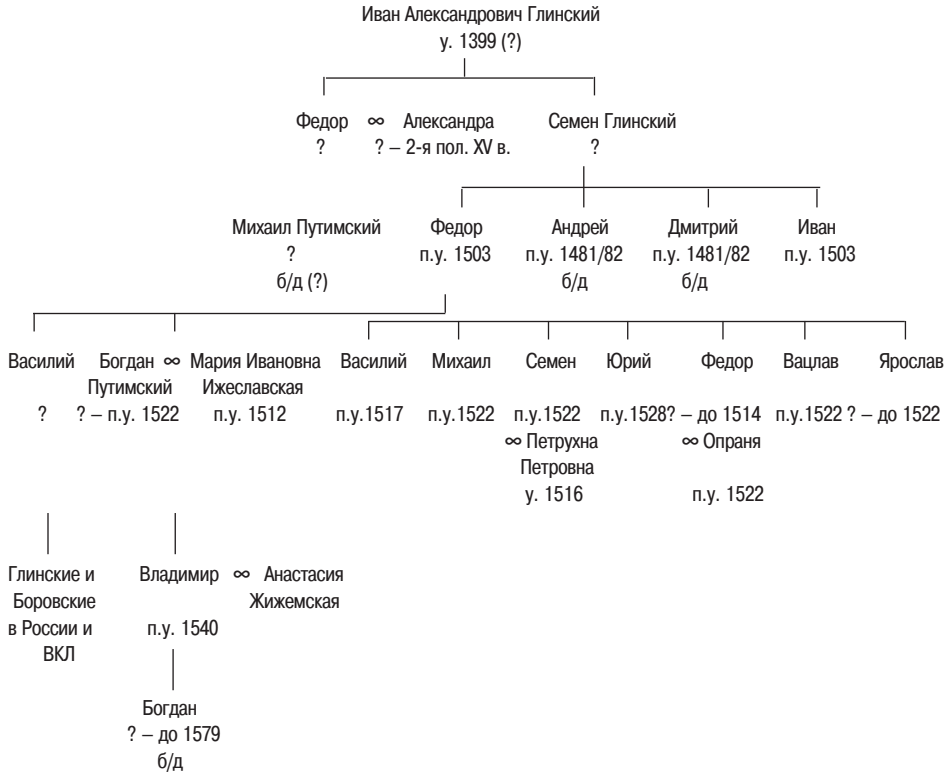 Иван Александрович Глинский
у. 1399 (?)
Федор ∞ Александра Семен Глинский
? ? – 2-я пол. XV в. ?
Михаил Путимский Федор Андрей Дмитрий Иван
? п.у. 1503 п.у. 1481/82 п.у. 1481/82 п.у. 1503
б/д (?) б/д б/д
Василий Богдан ∞ Мария Ивановна Василий Михаил Семен Юрий Федор Вацлав Ярослав
Путимский Ижеславская
? ? – п.у. 1522 п.у. 1512 п.у.1517 п.у.1522 п.у.1522 п.у.1528 ? – до 1514 п.у.1522 ? – до 1522
∞ Петрухна ∞ Опраня
Петровна
у. 1516 п.у. 1522
Глинские и Владимир ∞ Анастасия
Боровские Жижемская
в России и п.у. 1540
ВКЛ
Богдан
? – до 1579
б/д